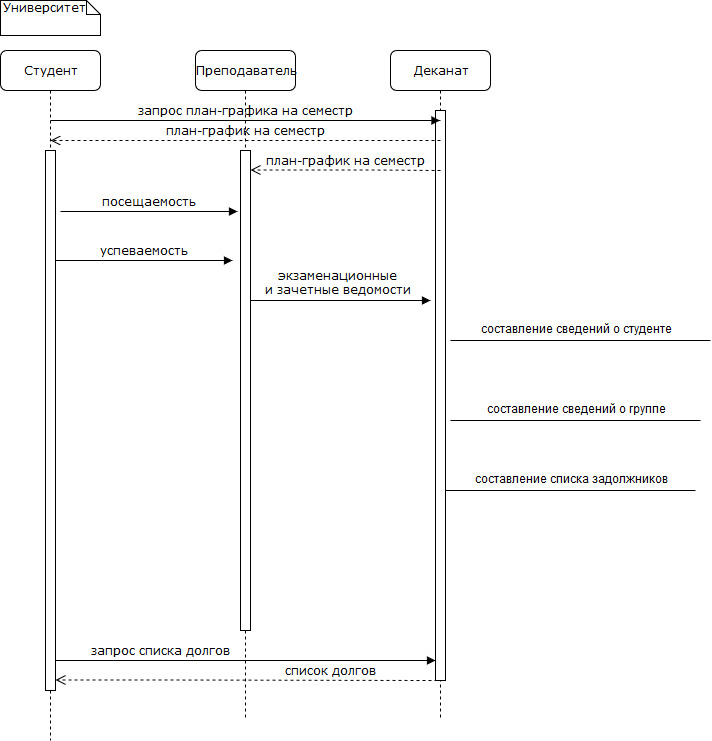 Университет
Студент
Преподаватель
Деканат
запрос план-графика на семестр
план-график на семестр
план-график на семестр
посещаемость
успеваемость
экзаменационные
и зачетные ведомости
составление сведений о студенте
составление сведений о группе
составление списка задолжников
запрос списка долгов
список долгов